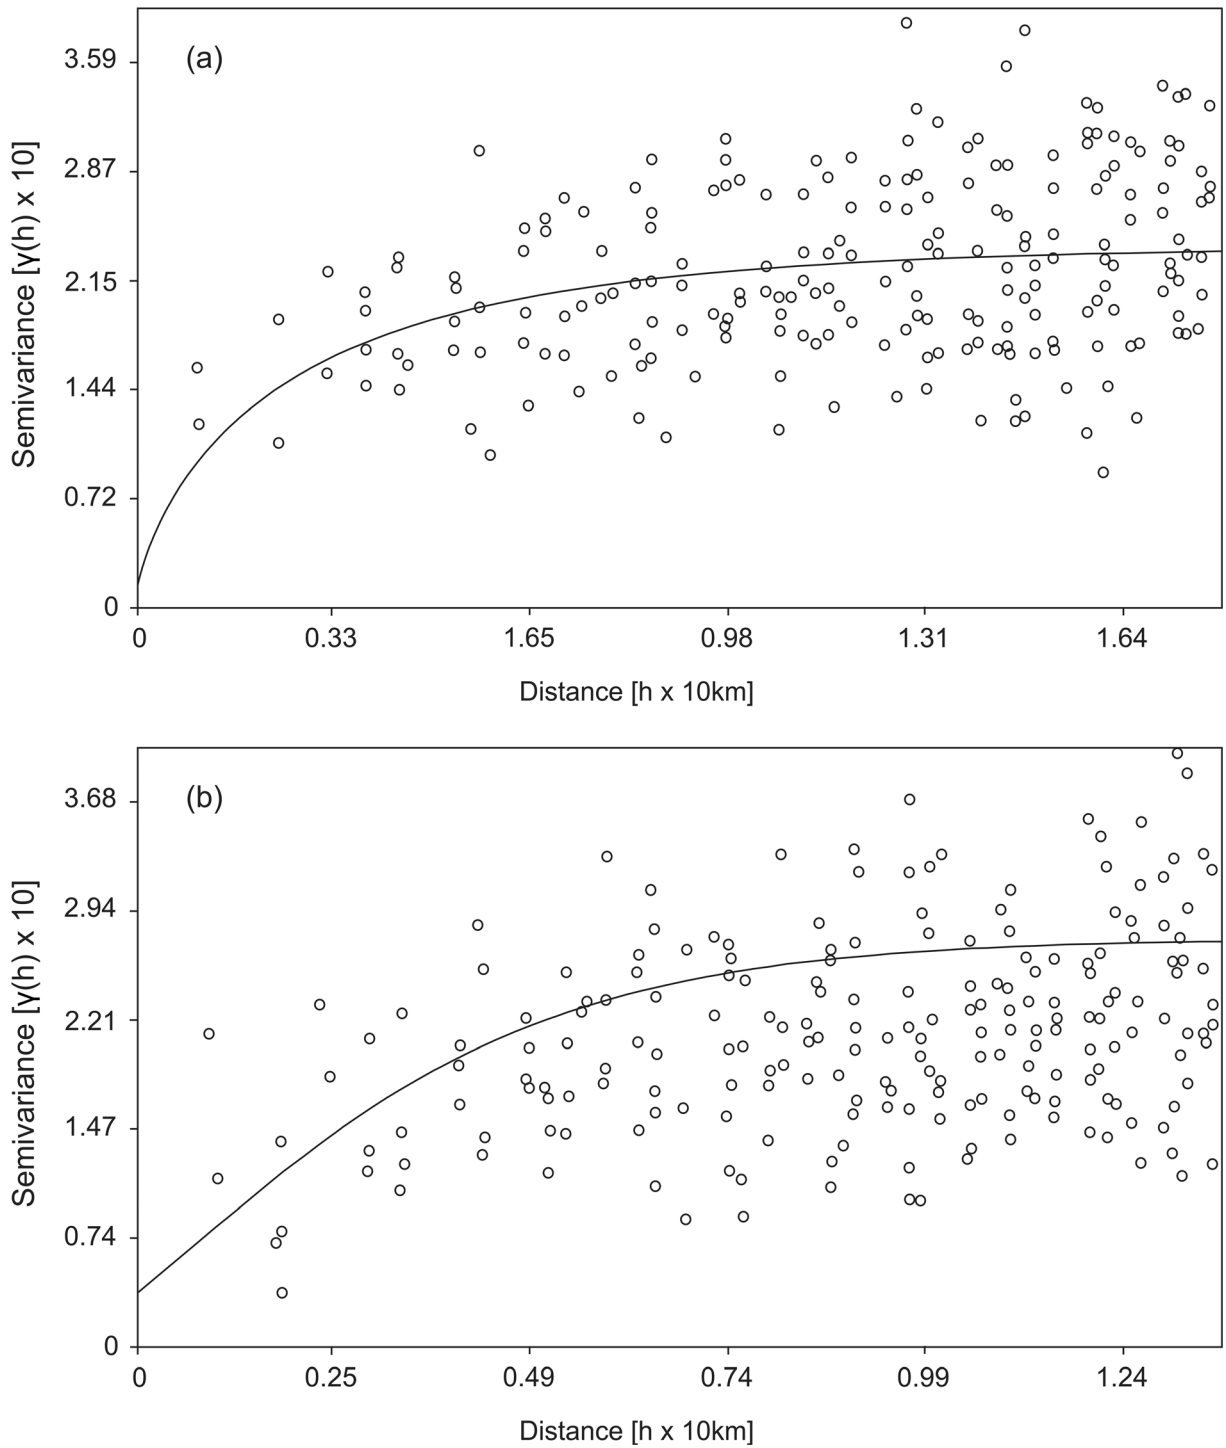 (a)
3.59
2.87
2.15
1.44
0.72
0
Semivariance [γ(h) x 10]
0 0.33 1.65 0.98 1.31 1.64
Distance [h x 10km]
(b)
3.68
2.94
2.21
1.47
0.74
0
Semivariance [γ(h) x 10]
0 0.25 0.49 0.74 0.99 1.24
Distance [h x 10km]